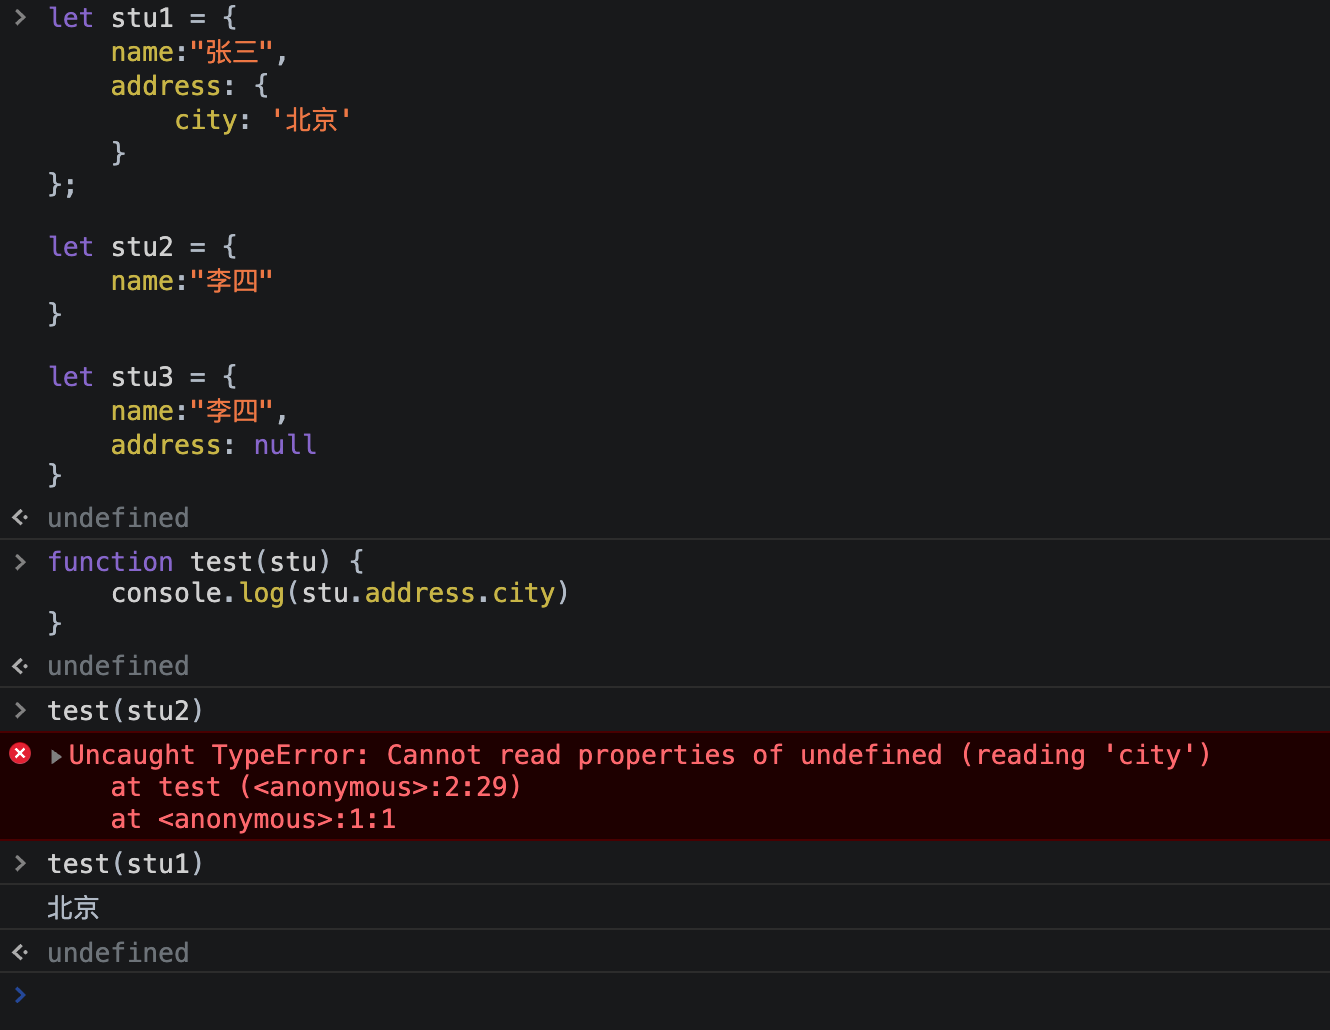 let stu1 = {
name:"张三",
address: {
city: '北京'
}
};
let stu2 = {
name:"李四"
}
let stu3 = {
name:"李四",
address: null
}
undefined
function test(stu) {
console.log(stu.address.city)
}
undefined
test(stu2)
Uncaught TypeError: Cannot read properties of undefined (reading 'city')
at test (<anonymous>:2:29)
at <anonymous>:1:1
test(stu1)
北京
undefined